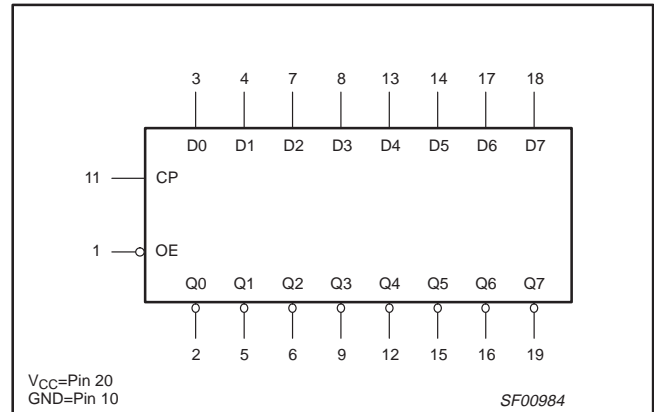 3 4 7 8 13 14 17 18
D0 D1 D2 D3 D4 D5 D6 D7
11 CP
1 OE
Q0 Q1 Q2 Q3 Q4 Q5 Q6 Q7
2 5 6 9 12 15 16 19
VCC=Pin 20
GND=Pin 10
SF00984